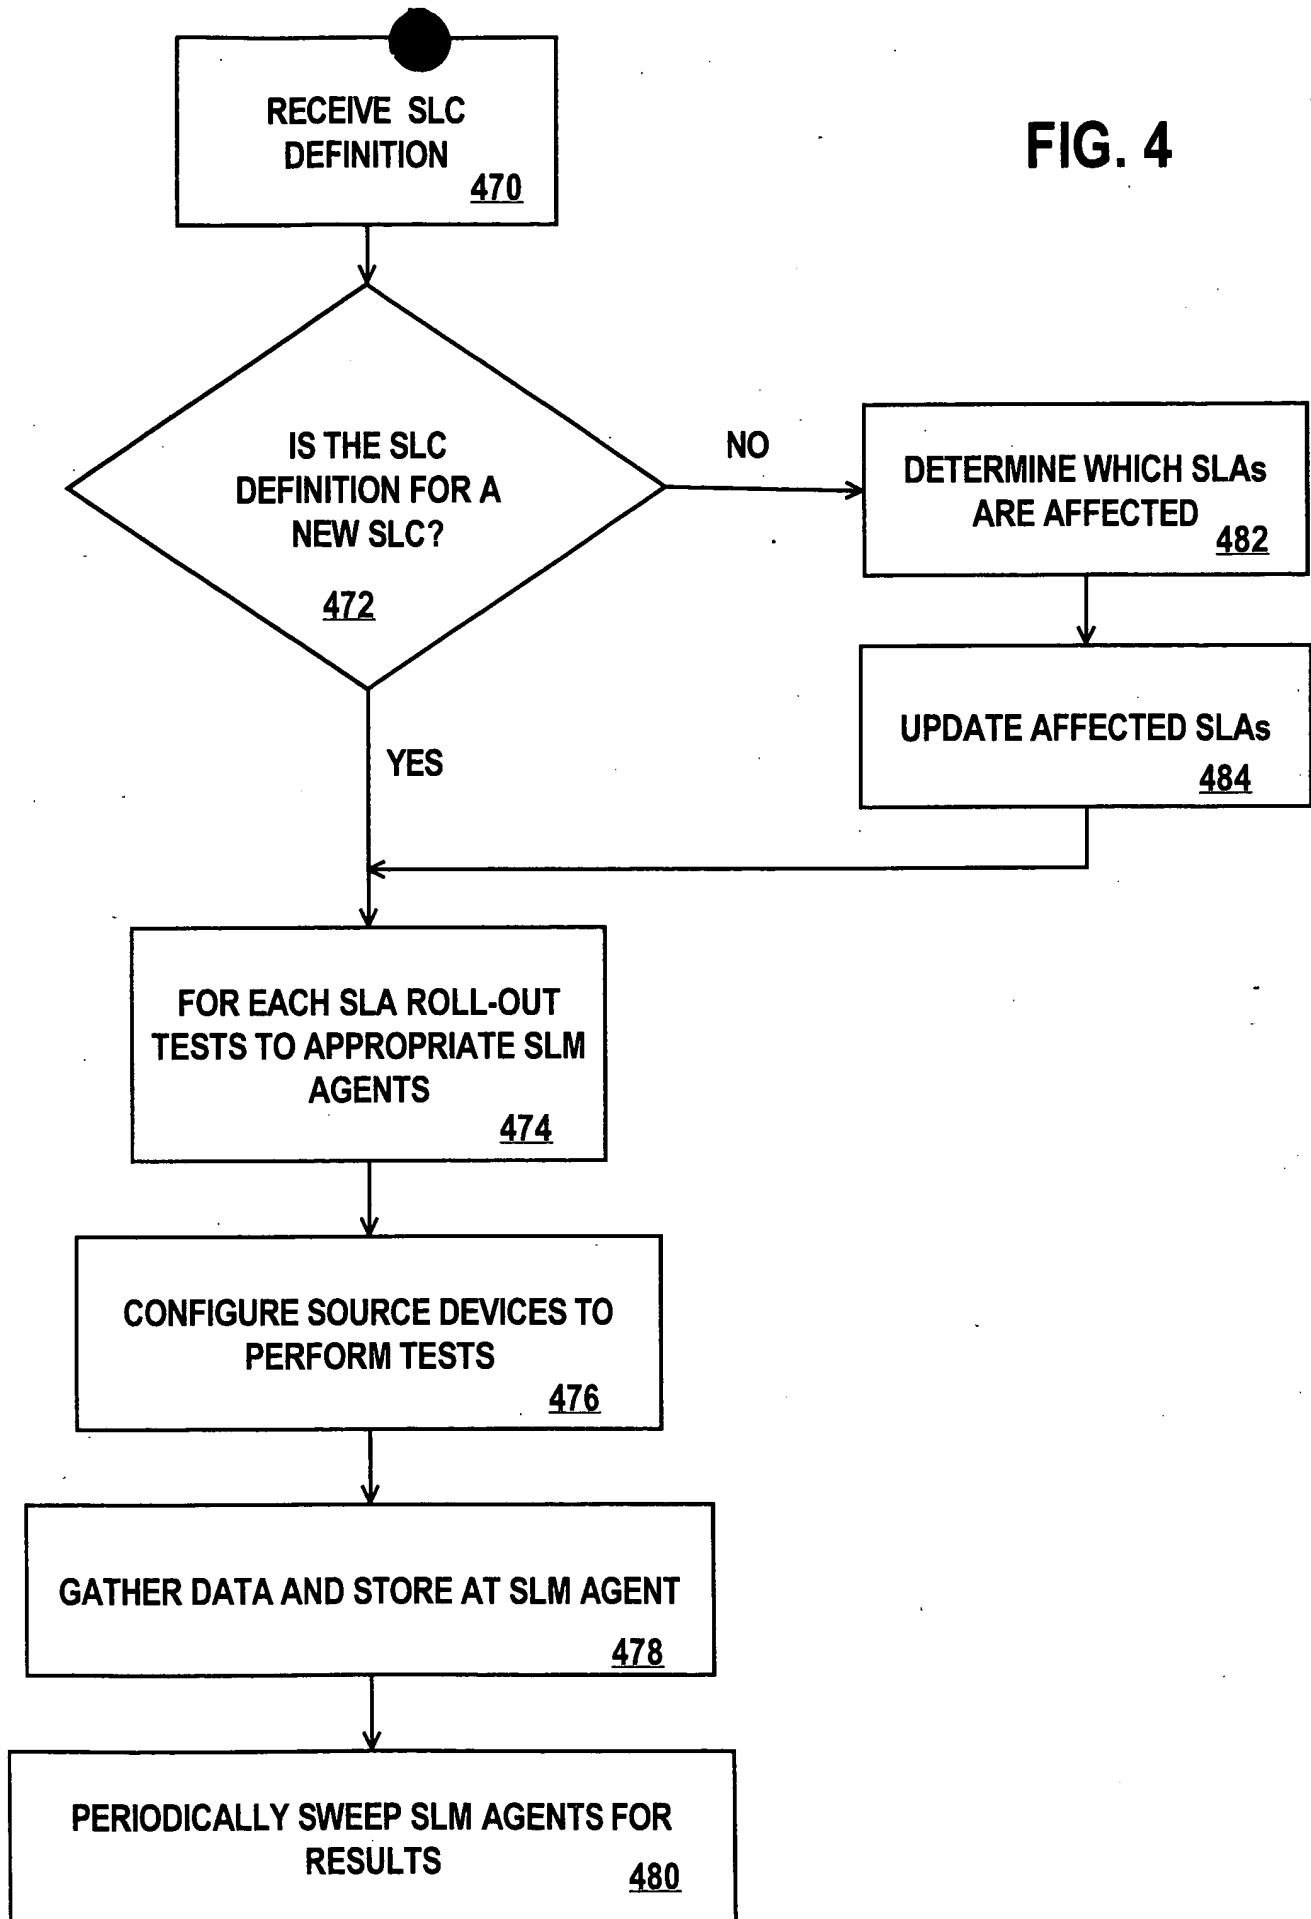 FIG. 4
RECEIVE SLC
DEFINITION
470
IS THE SLC
DEFINITION FOR A
NEW SLC?
472
NO
DETERMINE WHICH SLAs
ARE AFFECTED
482
UPDATE AFFECTED SLAs
484
YES
FOR EACH SLA ROLL-OUT
TESTS TO APPROPRIATE SLM
AGENTS
474
CONFIGURE SOURCE DEVICES TO
PERFORM TESTS
476
GATHER DATA AND STORE AT SLM AGENT
478
PERIODICALLY SWEEP SLM AGENTS FOR
RESULTS
480